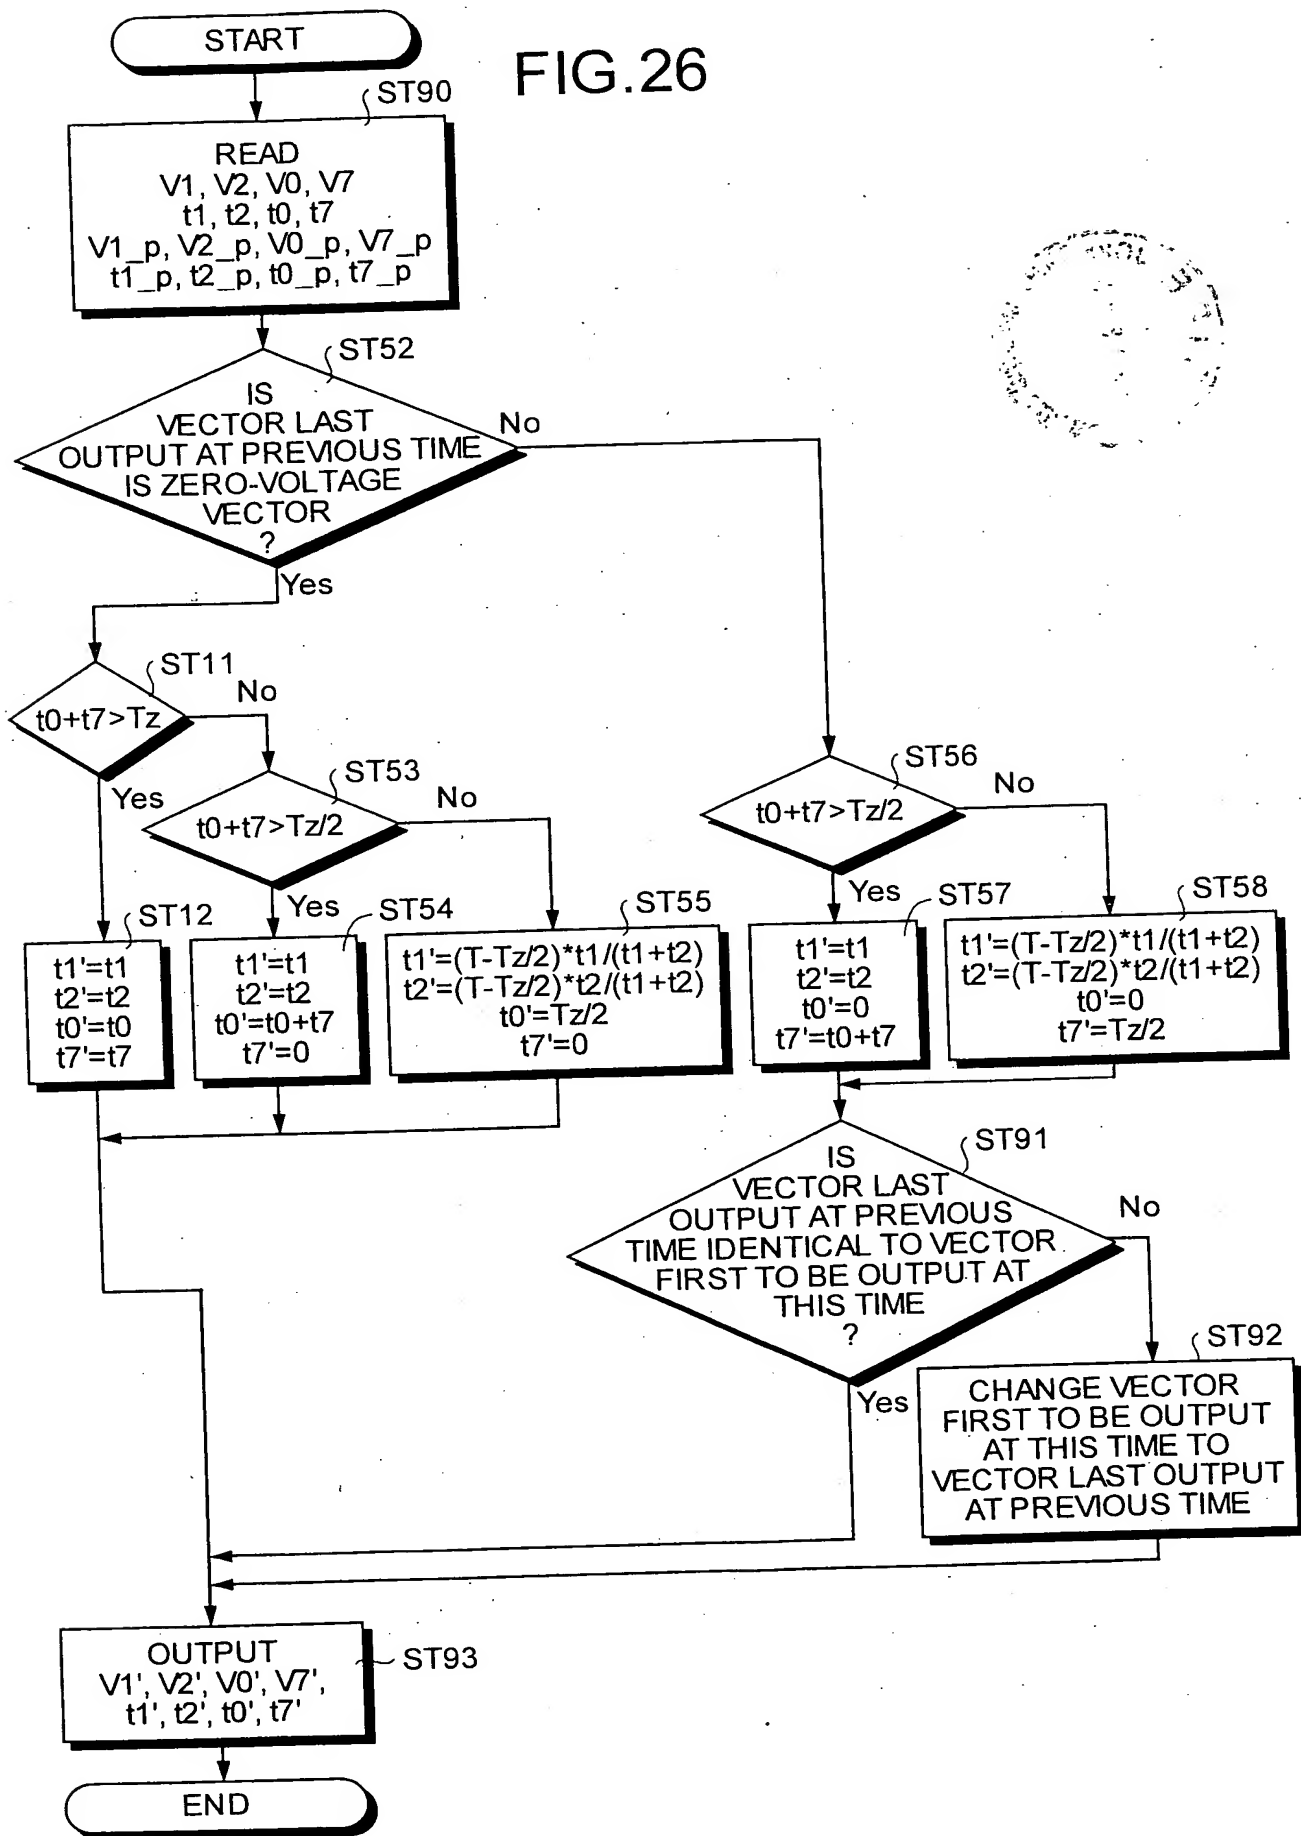 START
FIG.26
ST90
READ
V1, V2, V0, V7
t1, t2, t0, t7
V1_p, V2_p, V0_p, V7_p
t1_p, t2_p, t0_p, t7_p
ST52
IS
VECTOR LAST
OUTPUT AT PREVIOUS TIME
IS ZERO-VOLTAGE
VECTOR
?
No
Yes
ST11
t0+t7>Tz
No
Yes
ST53
t0+t7>Tz/2
No
Yes
ST56
t0+t7>Tz/2
No
Yes
ST12
t1'=t1
t2'=t2
t0'=t0
t7'=t7
ST54
t1'=t1
t2'=t2
t0'=t0+t7
t7'=0
ST55
t1'=(T-Tz/2)*t1/(t1+t2)
t2'=(T-Tz/2)*t2/(t1+t2)
t0'=Tz/2
t7'=0
ST57
t1'=t1
t2'=t2
t0'=0
t7'=t0+t7
ST58
t1'=(T-Tz/2)*t1/(t1+t2)
t2'=(T-Tz/2)*t2/(t1+t2)
t0'=0
t7'=Tz/2
ST91
IS
VECTOR LAST
OUTPUT AT PREVIOUS
TIME IDENTICAL TO VECTOR
FIRST TO BE OUTPUT AT
THIS TIME
?
No
Yes
ST92
CHANGE VECTOR
FIRST TO BE OUTPUT
AT THIS TIME TO
VECTOR LAST OUTPUT
AT PREVIOUS TIME
OUTPUT
V1', V2', V0', V7',
t1', t2', t0', t7'
ST93
END